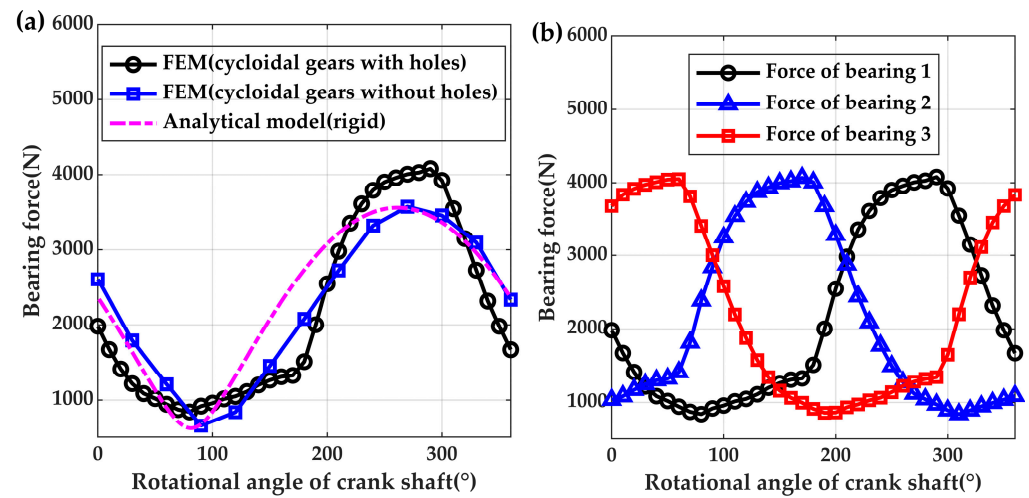 (a)
6000
5000
4000
3000
2000
1000
Bearing force(N)
FEM(cycloidal gears with holes)
FEM(cycloidal gears without holes)
Analytical model(rigid)
0
100
200
300
Rotational angle of crank shaft(°)
(b)
6000
5000
4000
3000
2000
1000
Bearing force(N)
Force of bearing 1
Force of bearing 2
Force of bearing 3
0
100
200
300
Rotational angle of crank shaft(°)